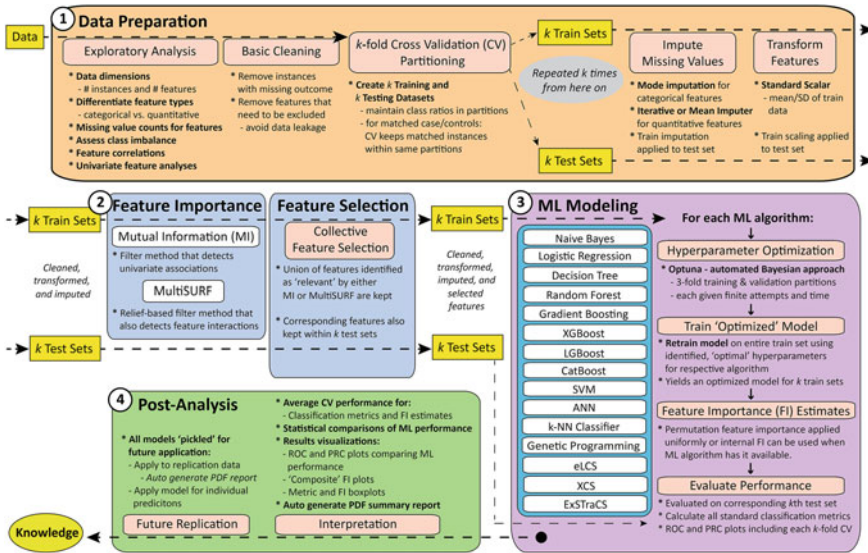 1 Data Preparation
Data
Exploratory Analysis
* Data dimensions
- # instances and # features
* Differentiate feature types
- categorical vs. quantitative
* Missing value counts for features
* Assess class imbalance
* Feature correlations
* Univariate feature analyses
Basic Cleaning
* Remove instances
with missing outcome
* Remove features that
need to be excluded
- avoid data leakage
k-fold Cross Validation (CV)
Partitioning
* Create k Training and
k Testing Datasets
- maintain class ratios in partitions
- for matched case/controls:
CV keeps matched instances
within same partitions
k Train Sets
Repeated k times
from here on
k Test Sets
Impute
Missing Values
* Mode imputation for
categorical features
* Iterative or Mean Imputer
for quantitative features
* Train imputation
applied to test set
Transform
Features
* Standard Scalar
- mean/SD of train
data
* Train scaling applied
to test set
k Train Sets
Cleaned,
transformed,
and imputed
k Test Sets
2 Feature Importance
Mutual Information (MI)
* Filter method that detects
univariate associations
MultiSURF
* Relief-based filter method that
also detects feature interactions
Feature Selection
Collective
Feature Selection
* Union of features identified
as 'relevant' by either
MI or MultiSURF are kept
* Corresponding features also
kept within k test sets
k Train Sets
Cleaned,
transformed,
imputed, and
selected
features
k Test Sets
3 ML Modeling
Naive Bayes
Logistic Regression
Decision Tree
Random Forest
Gradient Boosting
XGBoost
LGBoost
CatBoost
SVM
ANN
k-NN Classifier
Genetic Programming
eLCS
XCS
ExSTraCS
For each ML algorithm:
Hyperparameter Optimization
* Optuna - automated Bayesian approach
- 3-fold training & validation partitions
- each given finite attempts and time
Train 'Optimized' Model
* Retrain model on entire train set using
identified, 'optimal' hyperparameters
for respective algorithm
* Yields an optimized model for k train sets
Feature Importance (FI) Estimates
* Permutation feature importance applied
uniformly or internal FI can be used when
ML algorithm has it available.
Evaluate Performance
* Evaluated on corresponding kth test set
* Calculate all standard classification metrics
* ROC and PRC plots including each k-fold CV
4 Post-Analysis
* All models 'pickled' for
future application:
- Apply to replication data
- Auto generate PDF report
- Apply model for individual
predicitons
Future Replication
* Average CV performance for:
- Classification metrics and FI estimates
* Statistical comparisons of ML performance
* Results visualizations:
- ROC and PRC plots comparing ML
performance
- 'Composite' FI plots
- Metric and FI boxplots
* Auto generate PDF summary report
Interpretation
Knowledge